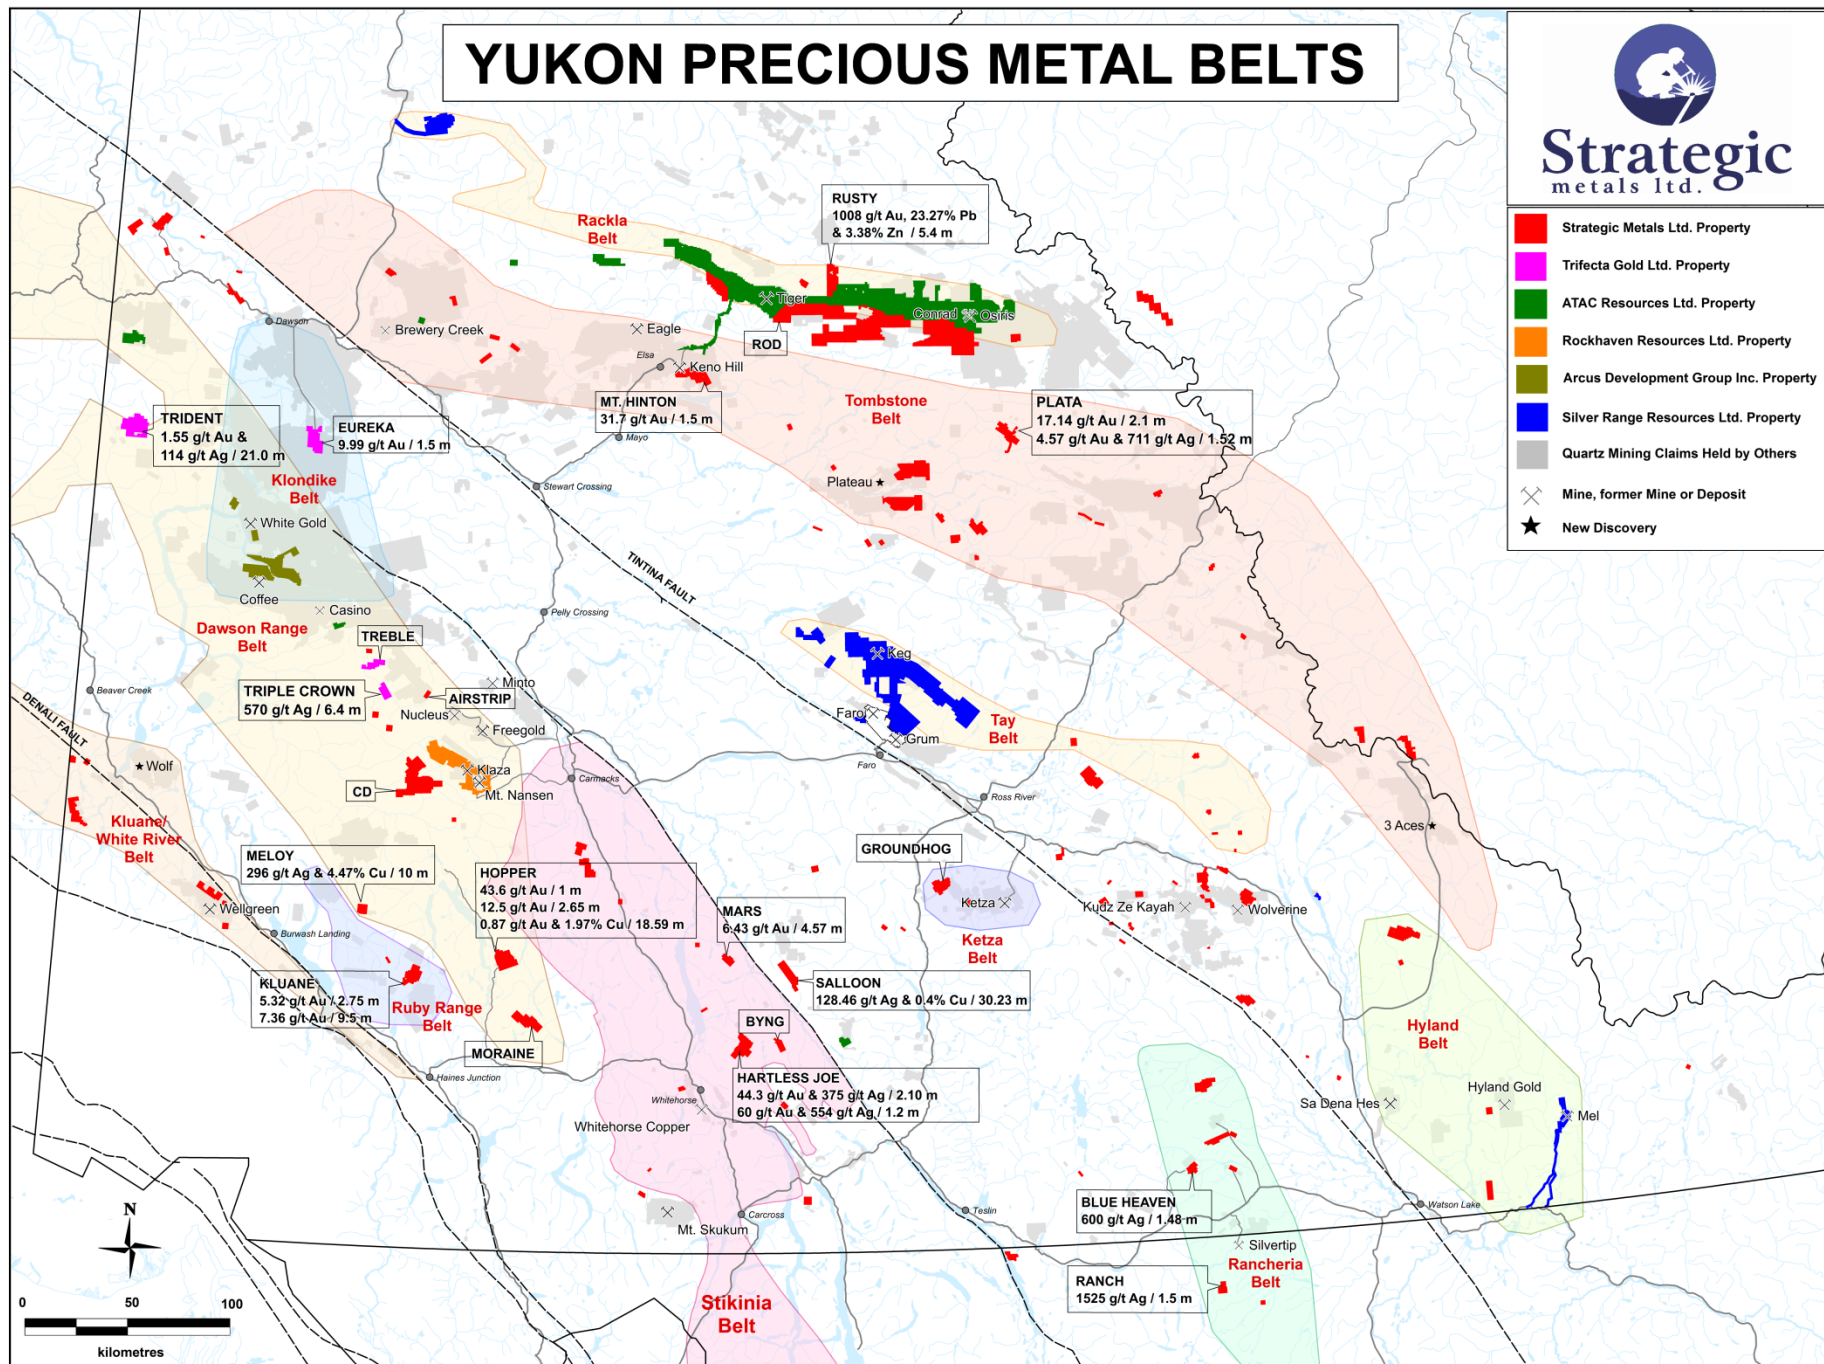 YUKON PRECIOUS METAL BELTS
Strategic
metals ltd.
Strategic Metals Ltd. Property
Trifecta Gold Ltd. Property
ATAC Resources Ltd. Property
Rockhaven Resources Ltd. Property
Arcus Development Group Inc. Property
Silver Range Resources Ltd. Property
Quartz Mining Claims Held by Others
Mine, former Mine or Deposit
New Discovery
RUSTY
1008 g/t Au, 23.27% Pb
& 3.38% Zn / 5.4 m
Rackla
Belt
Tiger
Conrad
Osiris
Dawson
Brewery Creek
Eagle
ROD
Elsa
Keno Hill
MT. HINTON
31.7 g/t Au / 1.5 m
Mayo
Tombstone
Belt
PLATA
17.14 g/t Au / 2.1 m
4.57 g/t Au & 711 g/t Ag / 1.52 m
TRIDENT
1.55 g/t Au &
114 g/t Ag / 21.0 m
EUREKA
9.99 g/t Au / 1.5 m
Klondike
Belt
Stewart Crossing
Plateau
White Gold
TINTINA FAULT
Coffee
Casino
Pelly Crossing
Dawson Range
Belt
TREBLE
Keg
Beaver Creek
TRIPLE CROWN
570 g/t Ag / 6.4 m
AIRSTRIP
Minto
Nucleus
Freegold
DENALI FAULT
Faro
Grum
Faro
Tay
Belt
Wolf
Klaza
CD
Mt. Nansen
Carmacks
Ross River
3 Aces
Kluane/
White River
Belt
MELOY
296 g/t Ag & 4.47% Cu / 10 m
HOPPER
43.6 g/t Au / 1 m
12.5 g/t Au / 2.65 m
0.87 g/t Au & 1.97% Cu / 18.59 m
GROUNDHOG
Ketza
Ketza
Belt
Kudz Ze Kayah
Wolverine
Wellgreen
Burwash Landing
MARS
6.43 g/t Au / 4.57 m
SALLOON
128.46 g/t Ag & 0.4% Cu / 30.23 m
KLUANE
5.32 g/t Au / 2.75 m
7.36 g/t Au / 9.5 m
Ruby Range
Belt
MORAINE
BYNG
HARTLESS JOE
44.3 g/t Au & 375 g/t Ag / 2.10 m
60 g/t Au & 554 g/t Ag / 1.2 m
Haines Junction
Whitehorse
Whitehorse Copper
Hyland
Belt
Hyland Gold
Sa Dena Hes
Mel
BLUE HEAVEN
600 g/t Ag / 1.48 m
Watson Lake
Teslin
Carcross
Mt. Skukum
Silvertip
Rancheria
Belt
RANCH
1525 g/t Ag / 1.5 m
Stikinia
Belt
N
0 50 100
kilometres